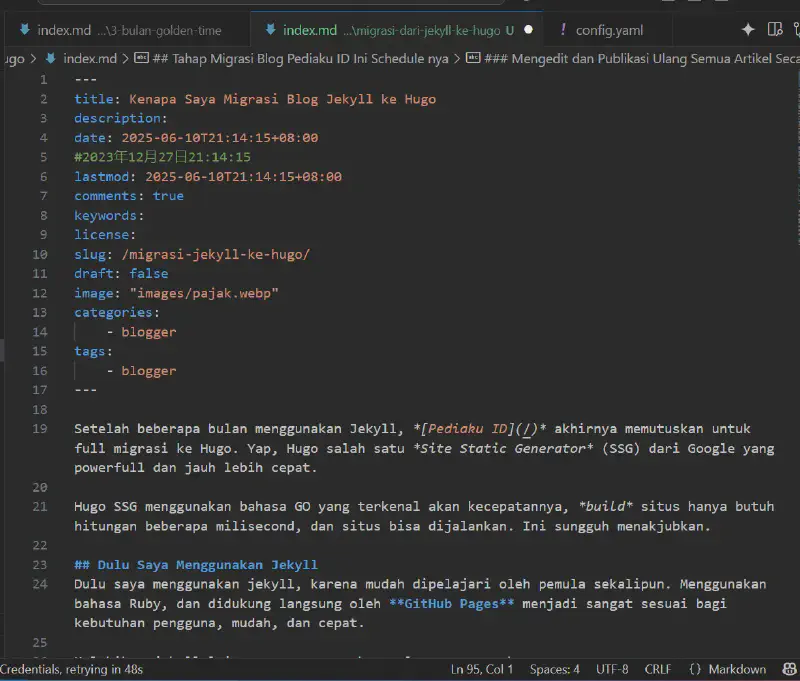 index.md ...\3-bulan-golden-time index.md ...\migrasi-dari-jekyll-ke-hugo U ● ! config.yaml
ugo > index.md > ## Tahap Migrasi Blog Pediaku ID Ini Schedule nya > ### Mengedit dan Publikasi Ulang Semua Artikel Seca
1 ---
2 title: Kenapa Saya Migrasi Blog Jekyll ke Hugo
3 description:
4 date: 2025-06-10T21:14:15+08:00
5 #2023年12月27日21:14:15
6 lastmod: 2025-06-10T21:14:15+08:00
7 comments: true
8 keywords:
9 license:
10 slug: /migrasi-jekyll-ke-hugo/
11 draft: false
12 image: "images/pajak.webp"
13 categories:
14 - blogger
15 tags:
16 - blogger
17 ---
18
19 Setelah beberapa bulan menggunakan Jekyll, *[Pediaku ID](/)* akhirnya memutuskan untuk
full migrasi ke Hugo. Yap, Hugo salah satu *Site Static Generator* (SSG) dari Google yang
powerfull dan jauh lebih cepat.
20
21 Hugo SSG menggunakan bahasa GO yang terkenal akan kecepatannya, *build* situs hanya butuh
hitungan beberapa milisecond, dan situs bisa dijalankan. Ini sungguh menakjubkan.
22
23 ## Dulu Saya Menggunakan Jekyll
24 Dulu saya menggunakan jekyll, karena mudah dipelajari oleh pemula sekalipun. Menggunakan
bahasa Ruby, dan didukung langsung oleh **GitHub Pages** menjadi sangat sesuai bagi
kebutuhan pengguna, mudah, dan cepat.
25
Credentials, retrying in 48s Ln 95, Col 1 Spaces: 4 UTF-8 CRLF {} Markdown